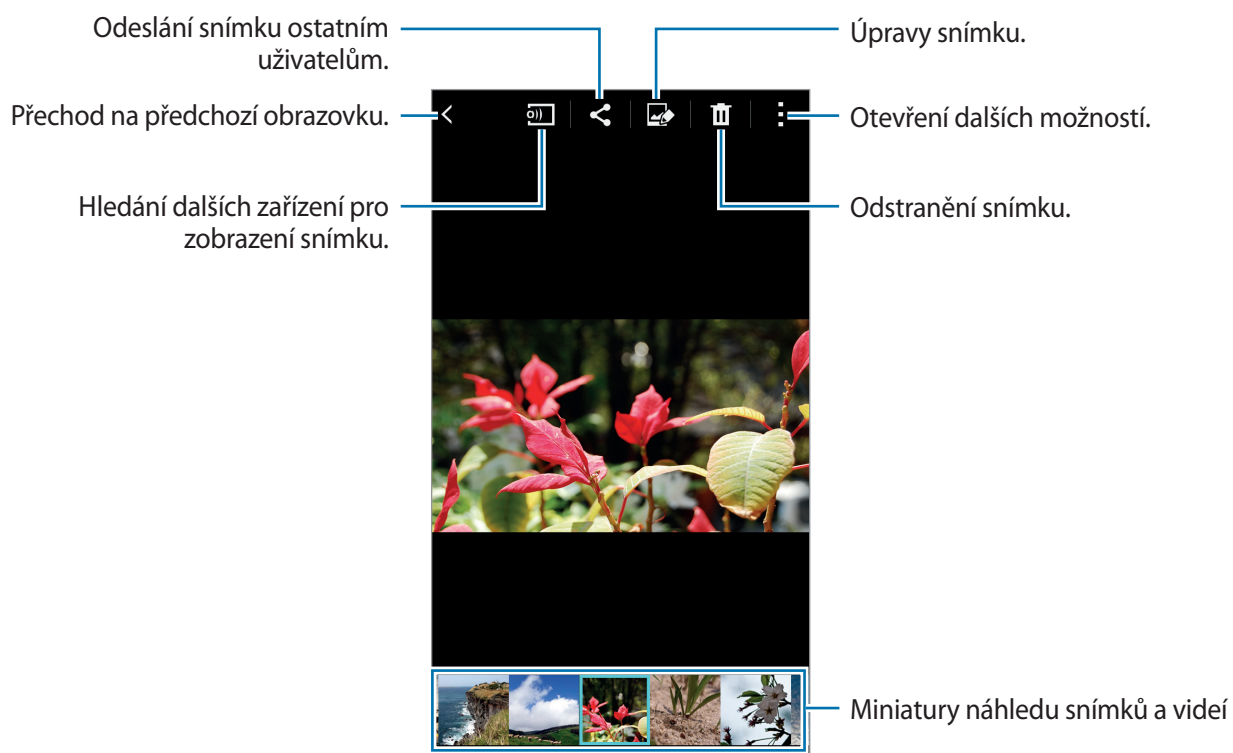 Odeslání snímku ostatním
uživatelům.
Přechod na předchozí obrazovku.
Hledání dalších zařízení pro
zobrazení snímku.
Úpravy snímku.
Otevření dalších možností.
Odstranění snímku.
Miniatury náhledu snímků a videí